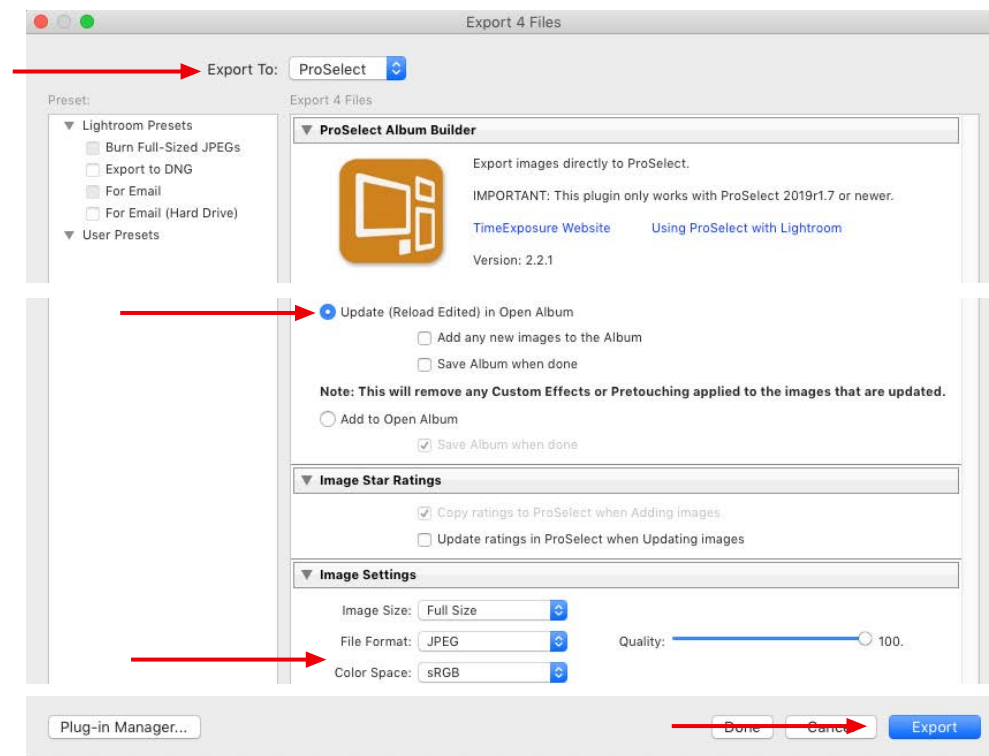 Export 4 Files
Export To: ProSelect
Preset:
Export 4 Files
Lightroom Presets
Burn Full-Sized JPEGs
Export to DNG
For Email
For Email (Hard Drive)
User Presets
ProSelect Album Builder
Export images directly to ProSelect.
IMPORTANT: This plugin only works with ProSelect 2019r1.7 or newer.
TimeExposure Website Using ProSelect with Lightroom
Version: 2.2.1
Update (Reload Edited) in Open Album
Add any new images to the Album
Save Album when done
Note: This will remove any Custom Effects or Pretouching applied to the images that are updated.
Add to Open Album
Save Album when done
Image Star Ratings
Copy ratings to ProSelect when Adding images
Update ratings in ProSelect when Updating images
Image Settings
Image Size: Full Size
File Format: JPEG Quality: 100.
Color Space: sRGB
Plug-in Manager... Done Cancel Export